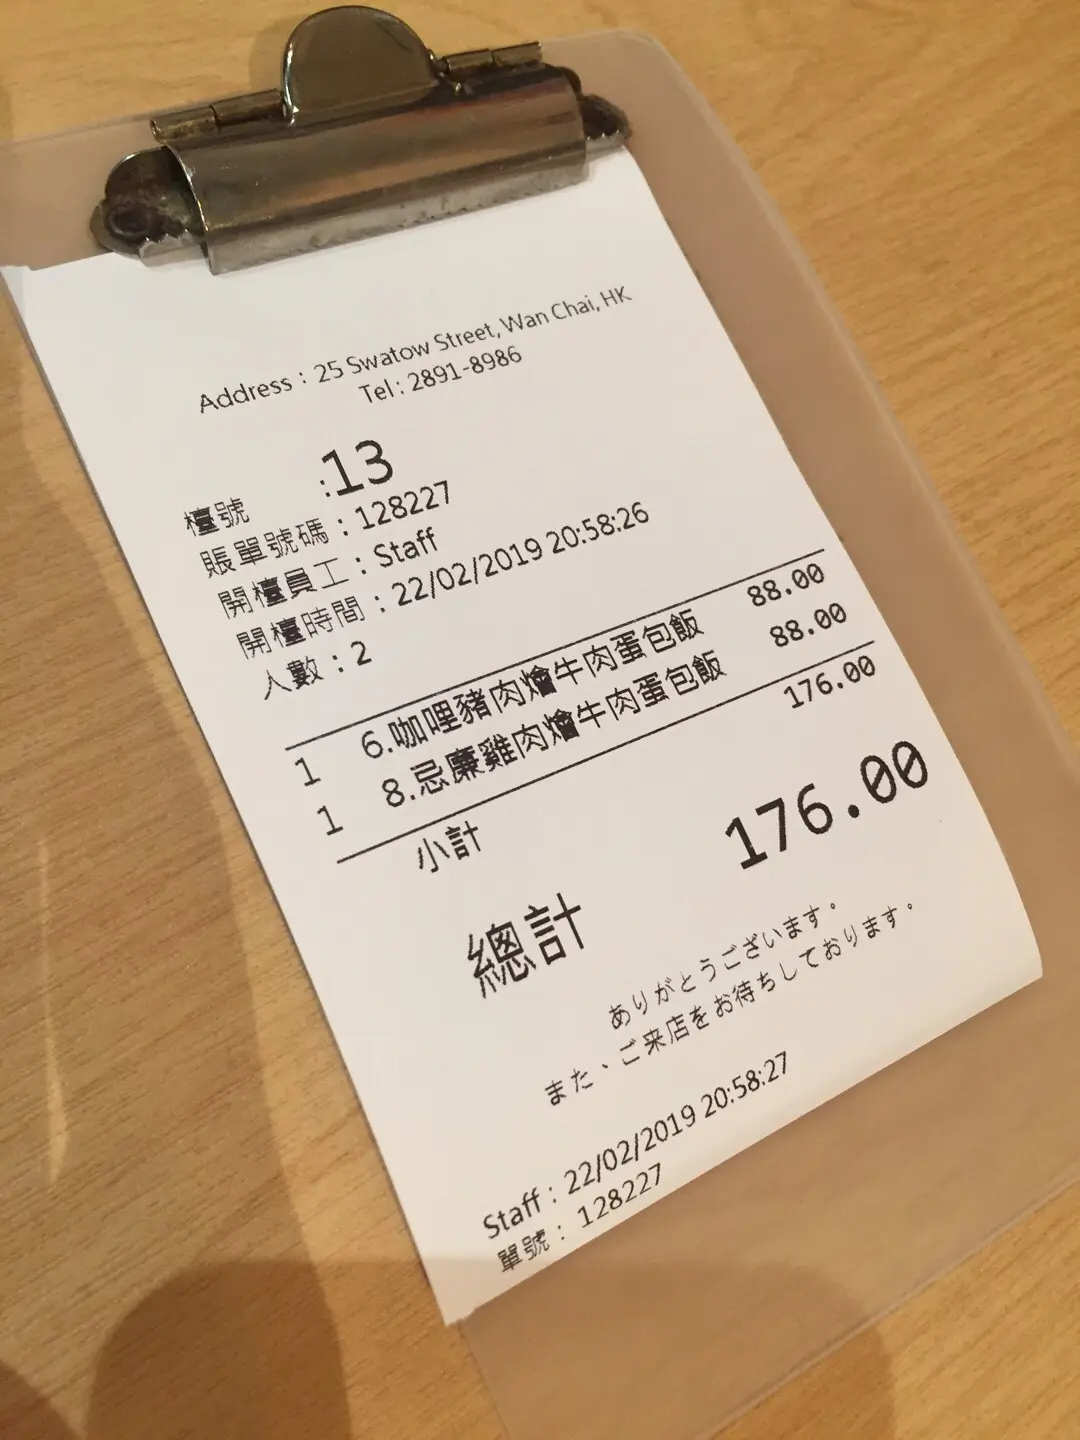 Address : 25 Swatow Street, Wan Chai, HK
Tel : 2891-8986
檯號 :13
賬單號碼 : 128227
開檯員工 : Staff
開檯時間 : 22/02/2019 20:58:26
人數 : 2
1 6.咖哩豬肉燴牛肉蛋包飯 88.00
1 8.忌廉雞肉燴牛肉蛋包飯 88.00
小計 176.00
總計 176.00
ありがとうございます。
また、ご来店をお待ちしております。
Staff : 22/02/2019 20:58:27
單號 : 128227